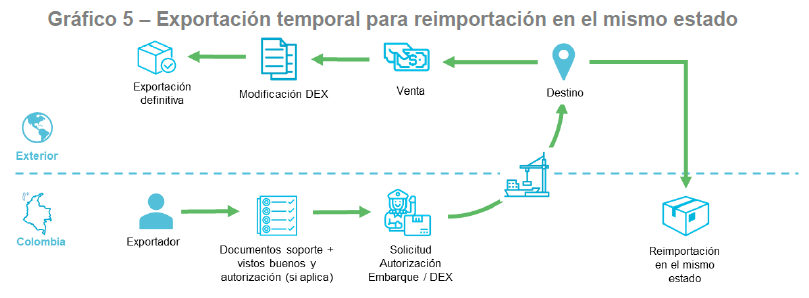 Gráfico 5 – Exportación temporal para reimportación en el mismo estado
Exportación
definitiva
Modificación DEX
Venta
Destino
Exterior
Colombia
Exportador
Documentos soporte +
vistos buenos y
autorización (si aplica)
Solicitud
Autorización
Embarque / DEX
Reimportación
en el mismo
estado